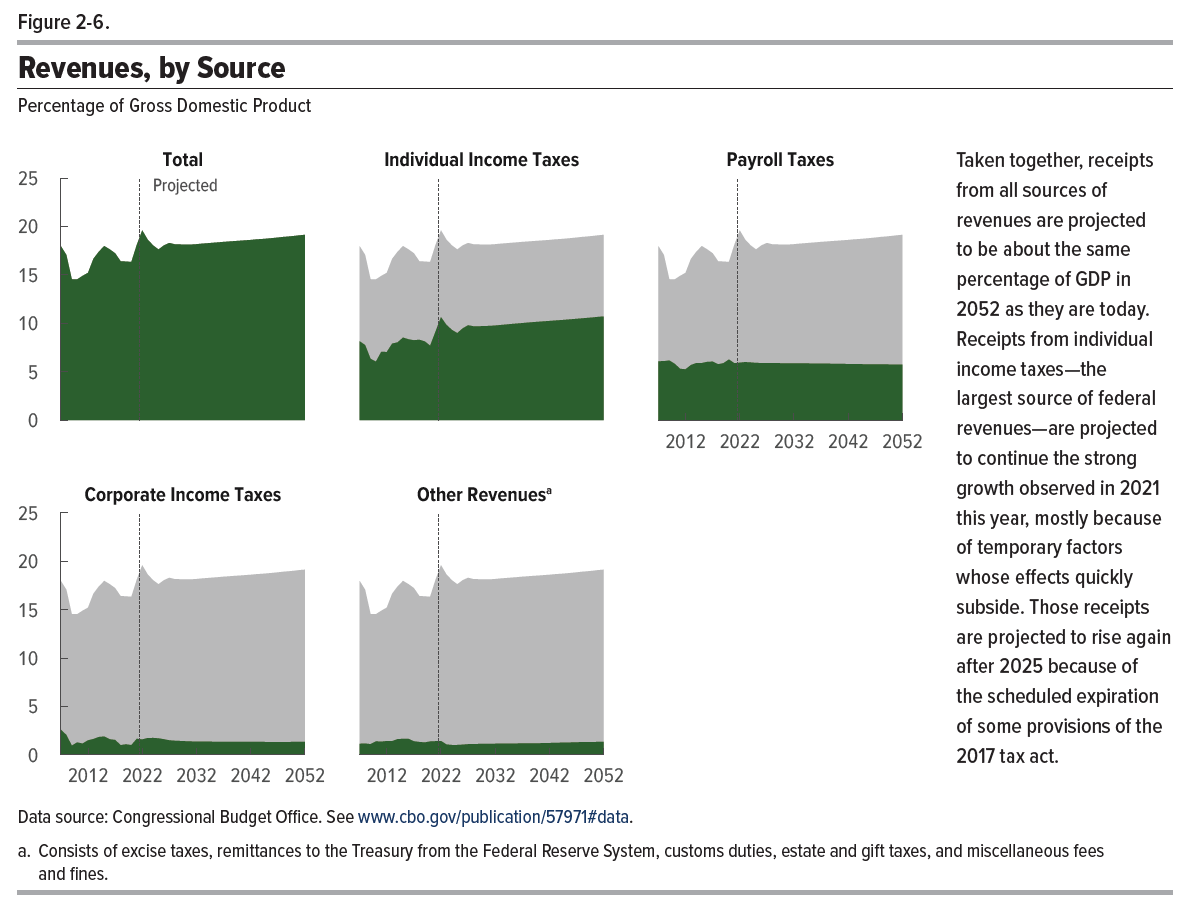 Figure 2-6.
Revenues, by Source
Percentage of Gross Domestic Product
Total
Projected
25
20
15
10
5
0
Individual Income Taxes
Payroll Taxes
2012 2022 2032 2042 2052
Corporate Income Taxes
25
20
15
10
5
0
2012 2022 2032 2042 2052
Other Revenuesᵃ
2012 2022 2032 2042 2052
Taken together, receipts
from all sources of
revenues are projected
to be about the same
percentage of GDP in
2052 as they are today.
Receipts from individual
income taxes—the
largest source of federal
revenues—are projected
to continue the strong
growth observed in 2021
this year, mostly because
of temporary factors
whose effects quickly
subside. Those receipts
are projected to rise again
after 2025 because of
the scheduled expiration
of some provisions of the
2017 tax act.
Data source: Congressional Budget Office. See www.cbo.gov/publication/57971#data.
a. Consists of excise taxes, remittances to the Treasury from the Federal Reserve System, customs duties, estate and gift taxes, and miscellaneous fees
and fines.